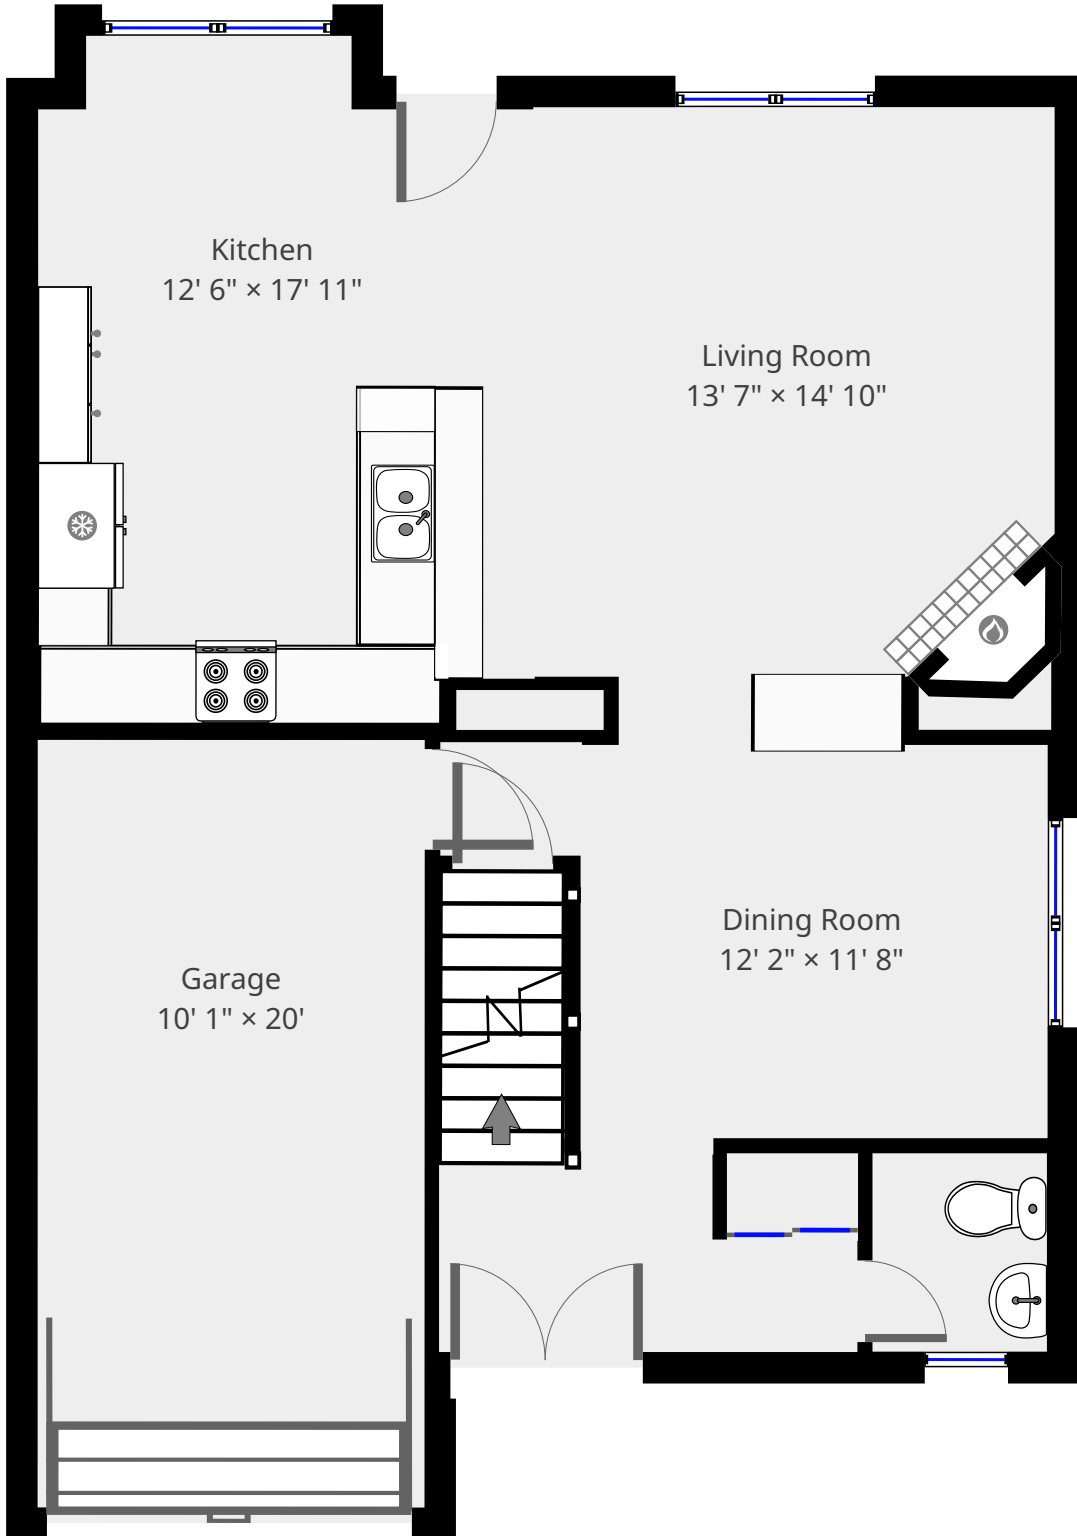 Kitchen
12' 6" × 17' 11"
Living Room
13' 7" × 14' 10"
Dining Room
12' 2" × 11' 8"
Garage
10' 1" × 20'